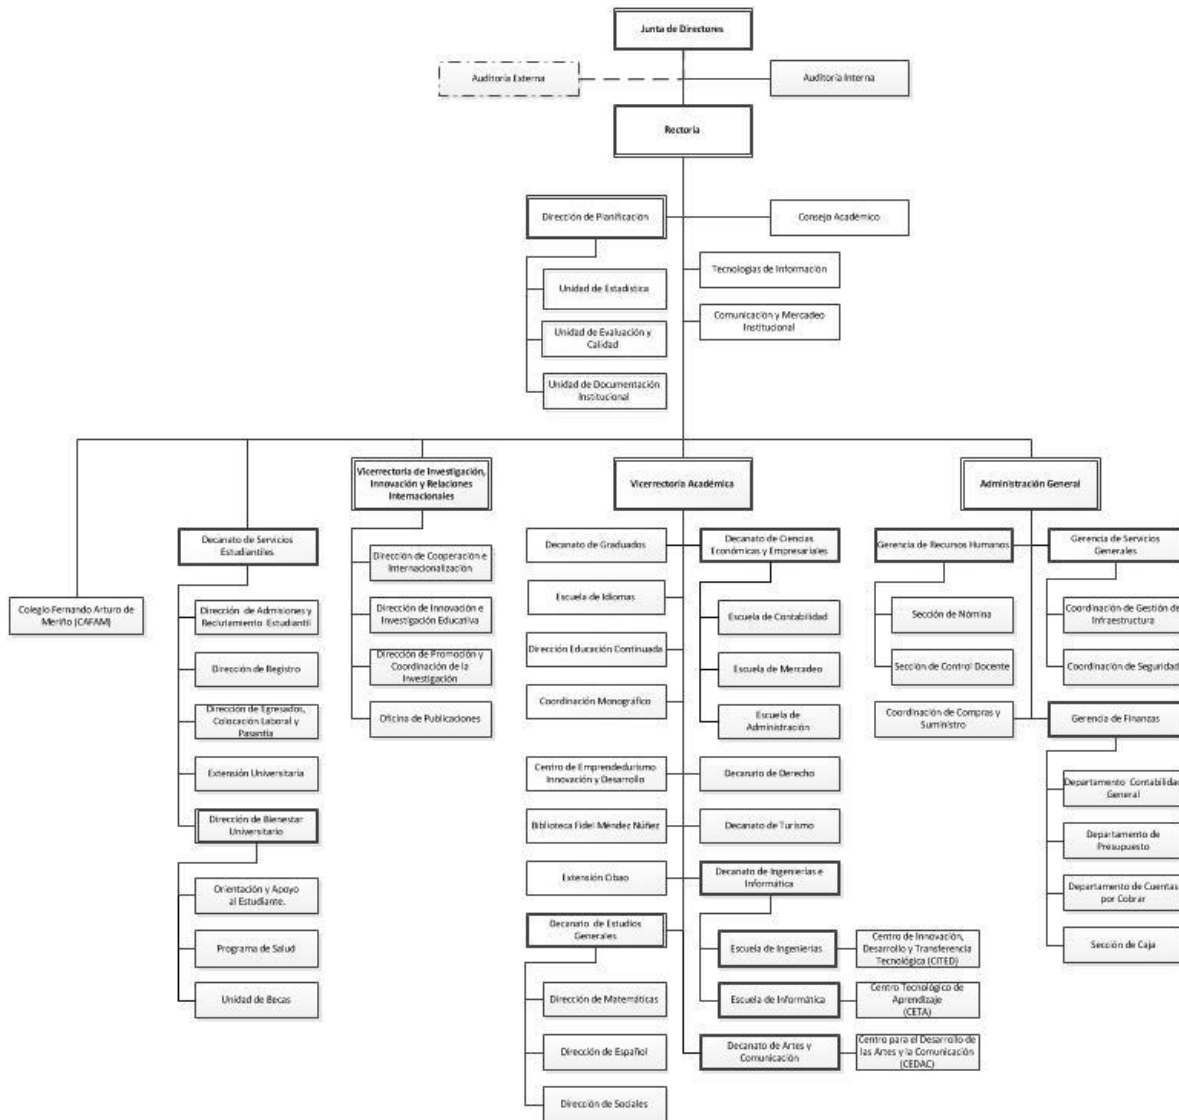 Junta de Directores
Auditoría Externa
Auditoría Interna
Rectoría
Dirección de Planificación
Consejo Académico
Tecnologías de Información
Unidad de Estadística
Comunicación y Mercadeo
Institucional
Unidad de Evaluación y
Calidad
Unidad de Documentación
Institucional
Vicerrectoría de Investigación,
Innovación y Relaciones
Internacionales
Vicerrectoría Académica
Administración General
Decanato de Servicios
Estudiantiles
Colegio Fernando Arturo de
Meriño (CAFAM)
Dirección de Admisiones y
Reclutamiento Estudiantil
Dirección de Registro
Dirección de Egresados,
Colocación Laboral y
Pasantía
Extensión Universitaria
Dirección de Bienestar
Universitario
Orientación y Apoyo
al Estudiante.
Programa de Salud
Unidad de Becas
Dirección de Cooperación e
Internacionalización
Dirección de Innovación e
Investigación Educativa
Dirección de Promoción y
Coordinación de la
Investigación
Oficina de Publicaciones
Decanato de Graduados
Decanato de Ciencias
Económicas y Empresariales
Escuela de Idiomas
Escuela de Contabilidad
Dirección Educación Continuada
Escuela de Mercadeo
Coordinación Monográfico
Escuela de
Administración
Centro de Emprendedurismo
Innovación y Desarrollo
Decanato de Derecho
Biblioteca Fidel Méndez Núñez
Decanato de Turismo
Extensión Cibao
Decanato de Ingenierías e
Informática
Decanato de Estudios
Generales
Escuela de Ingenierías
Centro de Innovación,
Desarrollo y Transferencia
Tecnológica (CITED)
Dirección de Matemáticas
Escuela de Informática
Centro Tecnológico de
Aprendizaje
(CETA)
Dirección de Español
Decanato de Artes y
Comunicación
Centro para el Desarrollo de
las Artes y la Comunicación
(CEDAC)
Dirección de Sociales
Gerencia de Recursos Humanos
Gerencia de Servicios
Generales
Sección de Nómina
Coordinación de Gestión de
Infraestructura
Sección de Control Docente
Coordinación de Seguridad
Coordinación de Compras y
Suministro
Gerencia de Finanzas
Departamento Contabilidad
General
Departamento de
Presupuesto
Departamento de Cuentas
por Cobrar
Sección de Caja